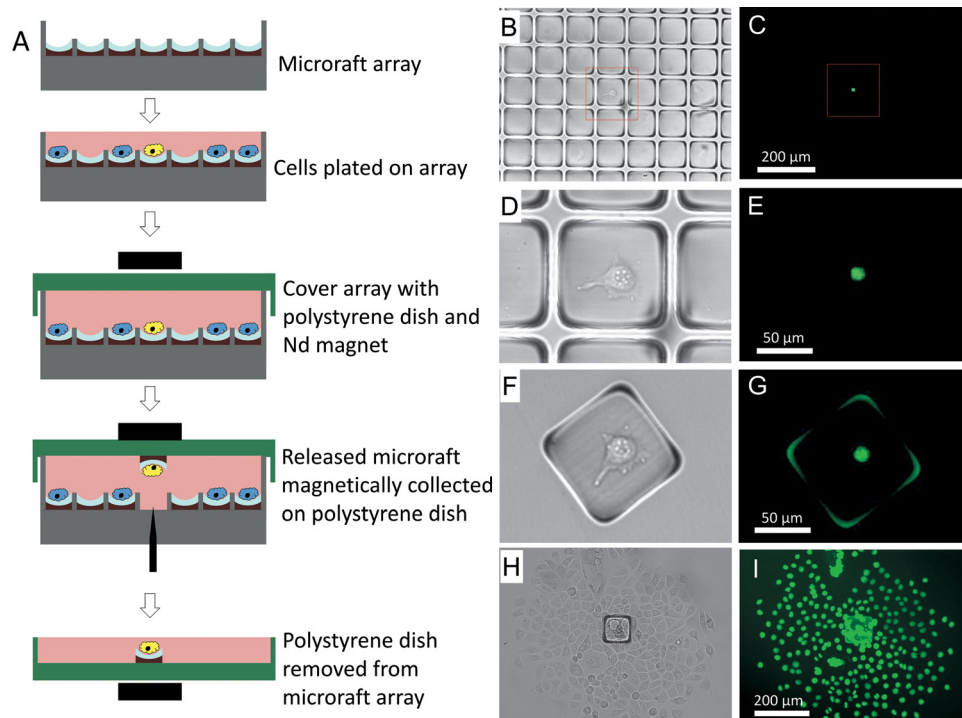 A
Microraft array
Cells plated on array
Cover array with
polystyrene dish and
Nd magnet
Released microraft
magnetically collected
on polystyrene dish
Polystyrene dish
removed from
microraft array
B
C
200 µm
D
E
50 µm
F
G
50 µm
H
I
200 µm